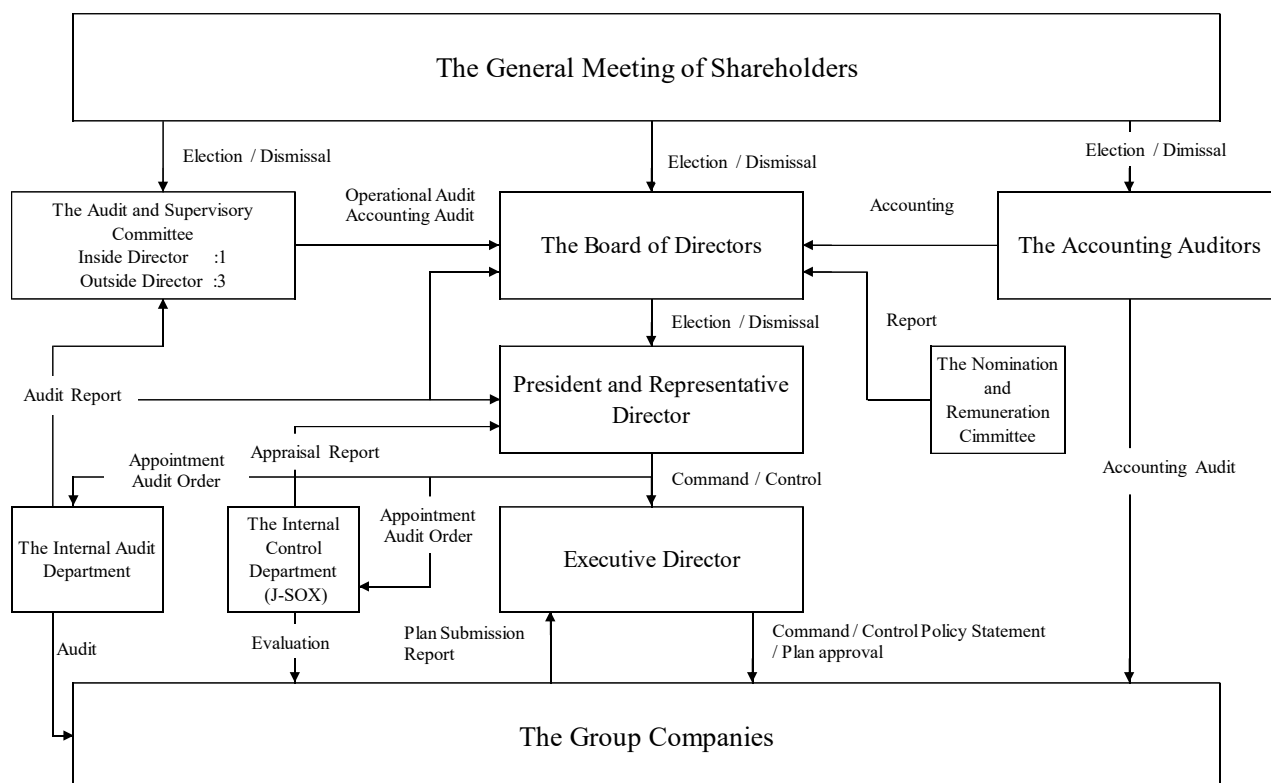 The General Meeting of Shareholders
Election / Dismissal
Election / Dismissal
Election / Dimissal
The Audit and Supervisory
Committee
Inside Director :1
Outside Director :3
Operational Audit
Accounting Audit
The Board of Directors
Accounting
The Accounting Auditors
Election / Dismissal
Report
Audit Report
President and Representative
Director
The Nomination
and
Remuneration
Cimmittee
Appointment
Audit Order
Appraisal Report
Command / Control
Accounting Audit
The Internal Audit
Department
The Internal
Control
Department
(J-SOX)
Appointment
Audit Order
Executive Director
Audit
Evaluation
Plan Submission
Report
Command / Control Policy Statement
/ Plan approval
The Group Companies